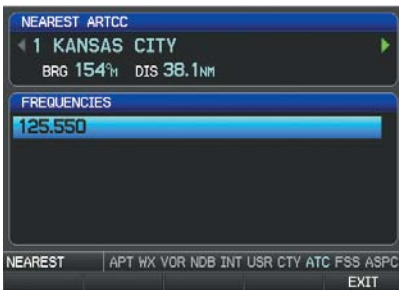 NEAREST ARTCC
1 KANSAS CITY
BRG 154°M DIS 38.1NM
FREQUENCIES
125.550
NEAREST APT WX VOR NDB INT USR CTY ATC FSS ASPC
EXIT